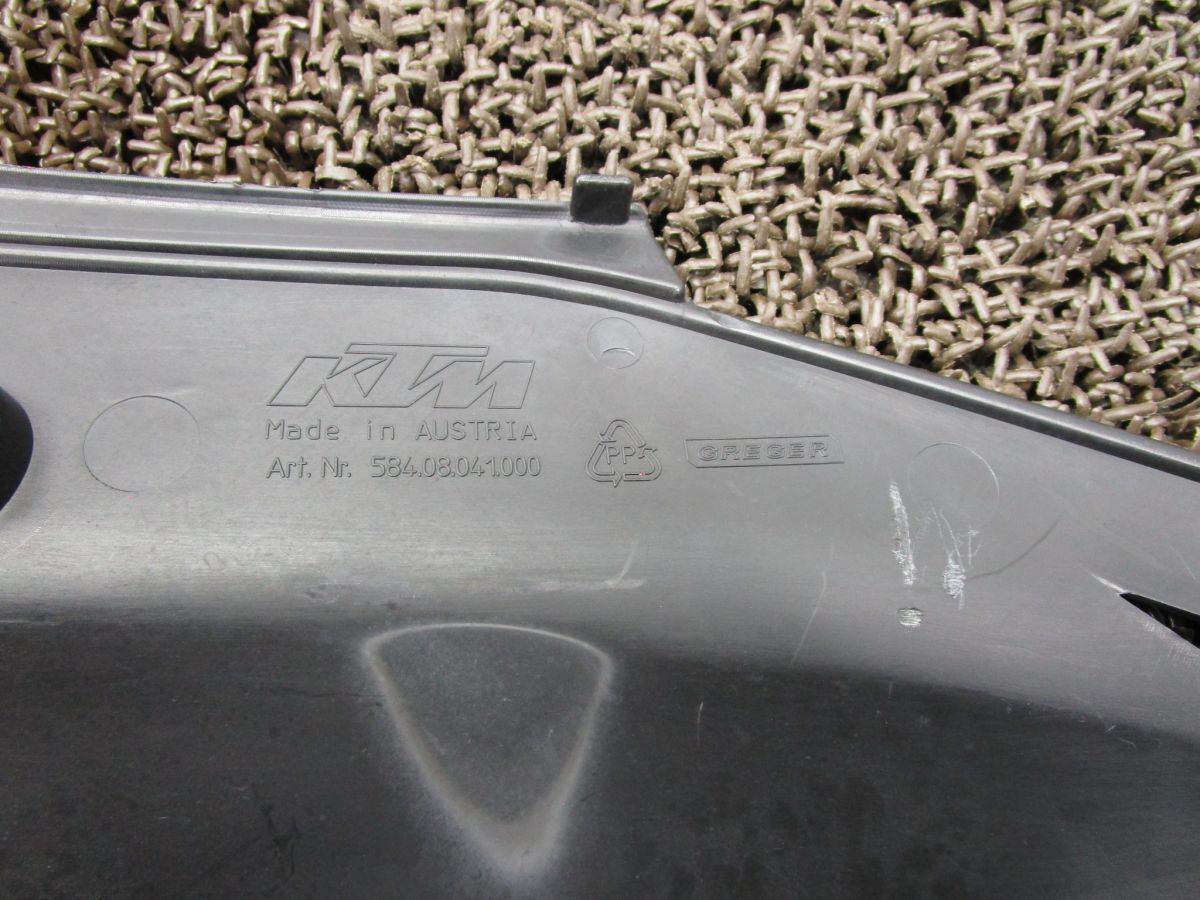 KTM
Made in AUSTRIA
Art. Nr. 584.08.041.000
PP
GREGER